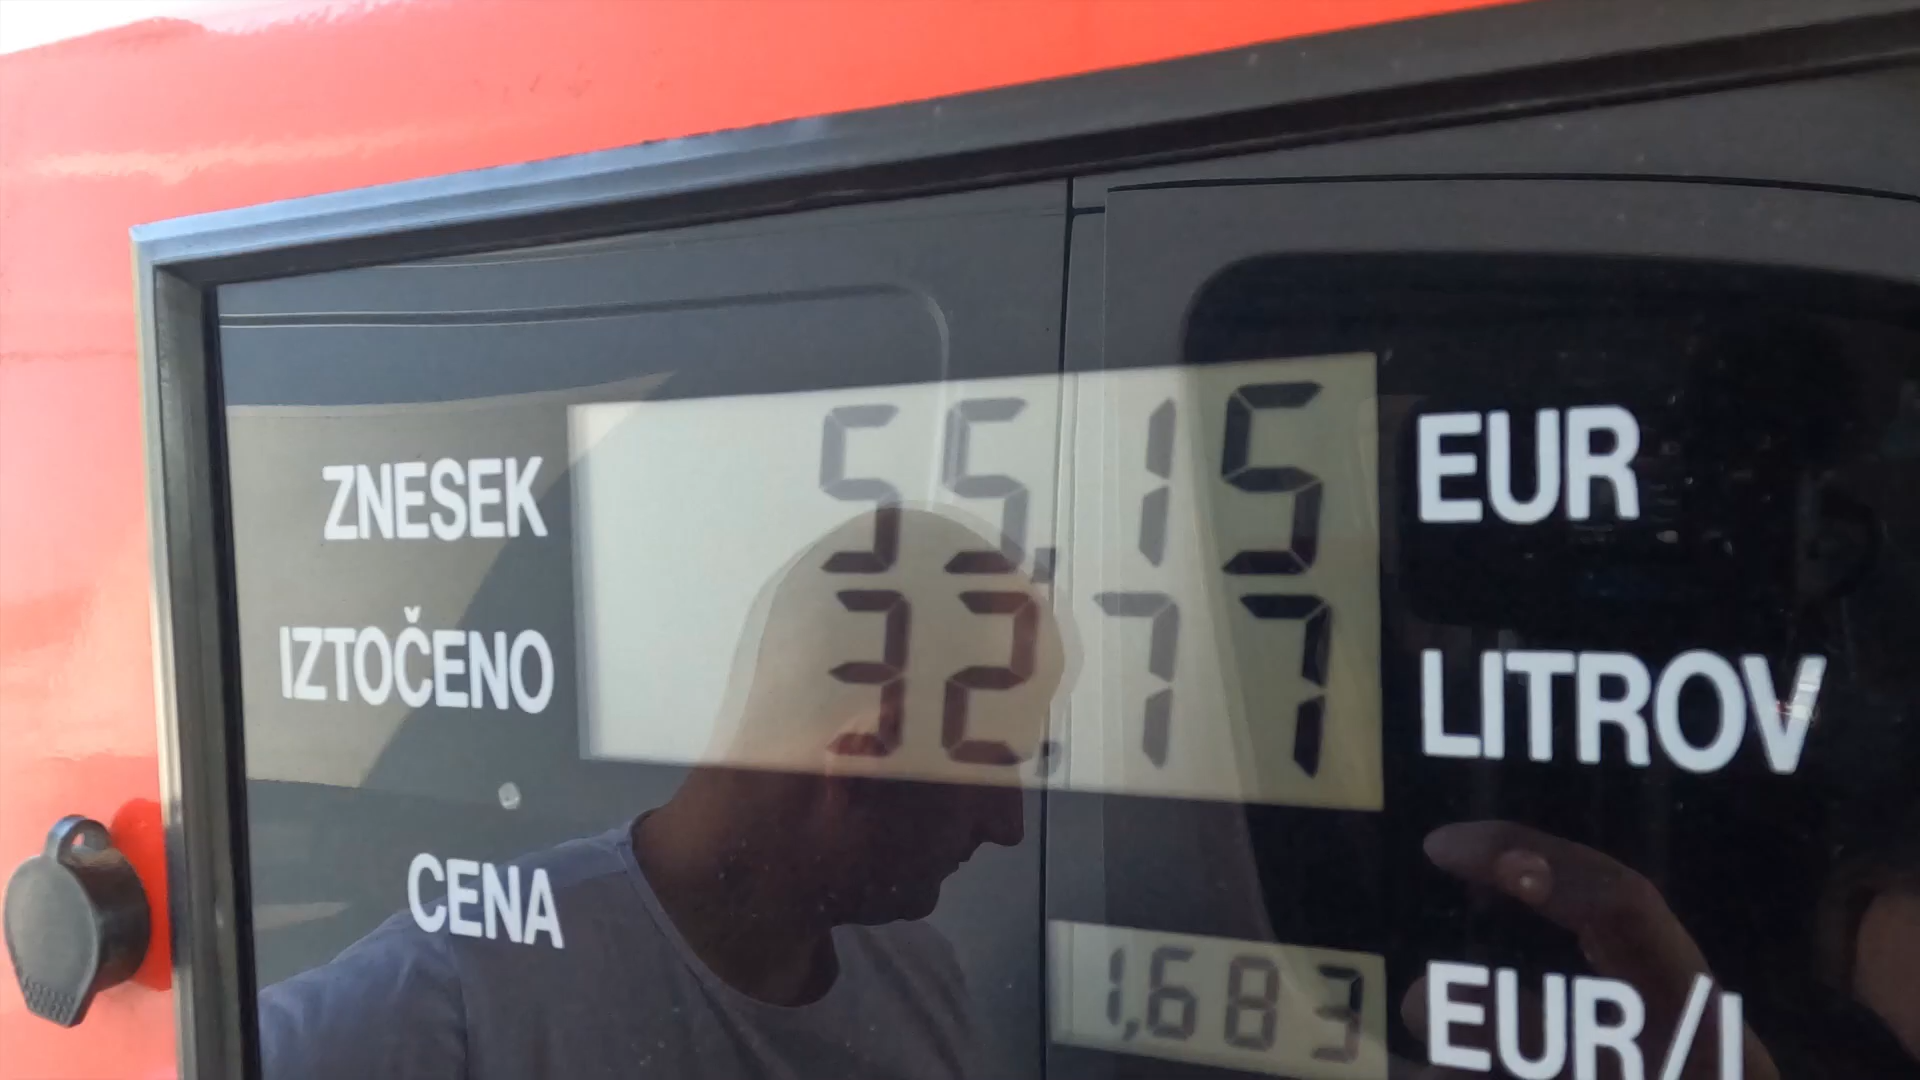 ZNESEK 55,15 EUR
IZTOČENO 32,77 LITROV
CENA 1,683 EUR/L